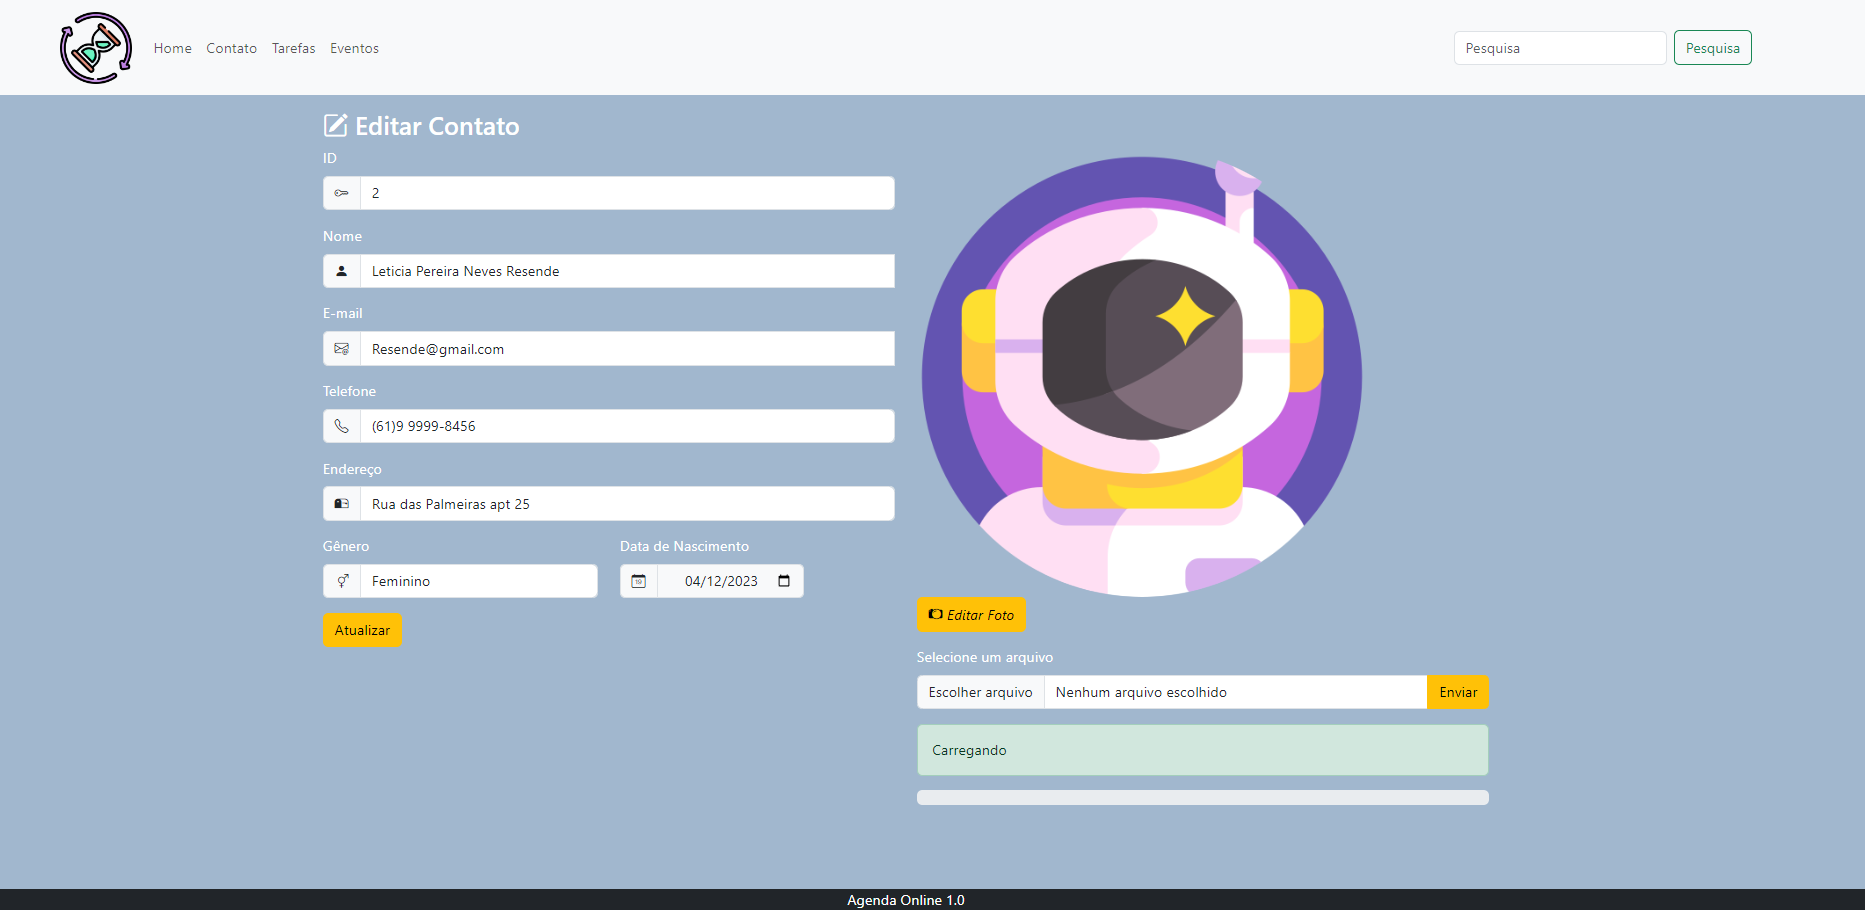 Home Contato Tarefas Eventos Pesquisa Pesquisa
Editar Contato
ID
2
Nome
Leticia Pereira Neves Resende
E-mail
Resende@gmail.com
Telefone
(61)9 9999-8456
Endereço
Rua das Palmeiras apt 25
Gênero Data de Nascimento
Feminino 04/12/2023
Atualizar
Editar Foto
Selecione um arquivo
Escolher arquivo Nenhum arquivo escolhido Enviar
Carregando
Agenda Online 1.0